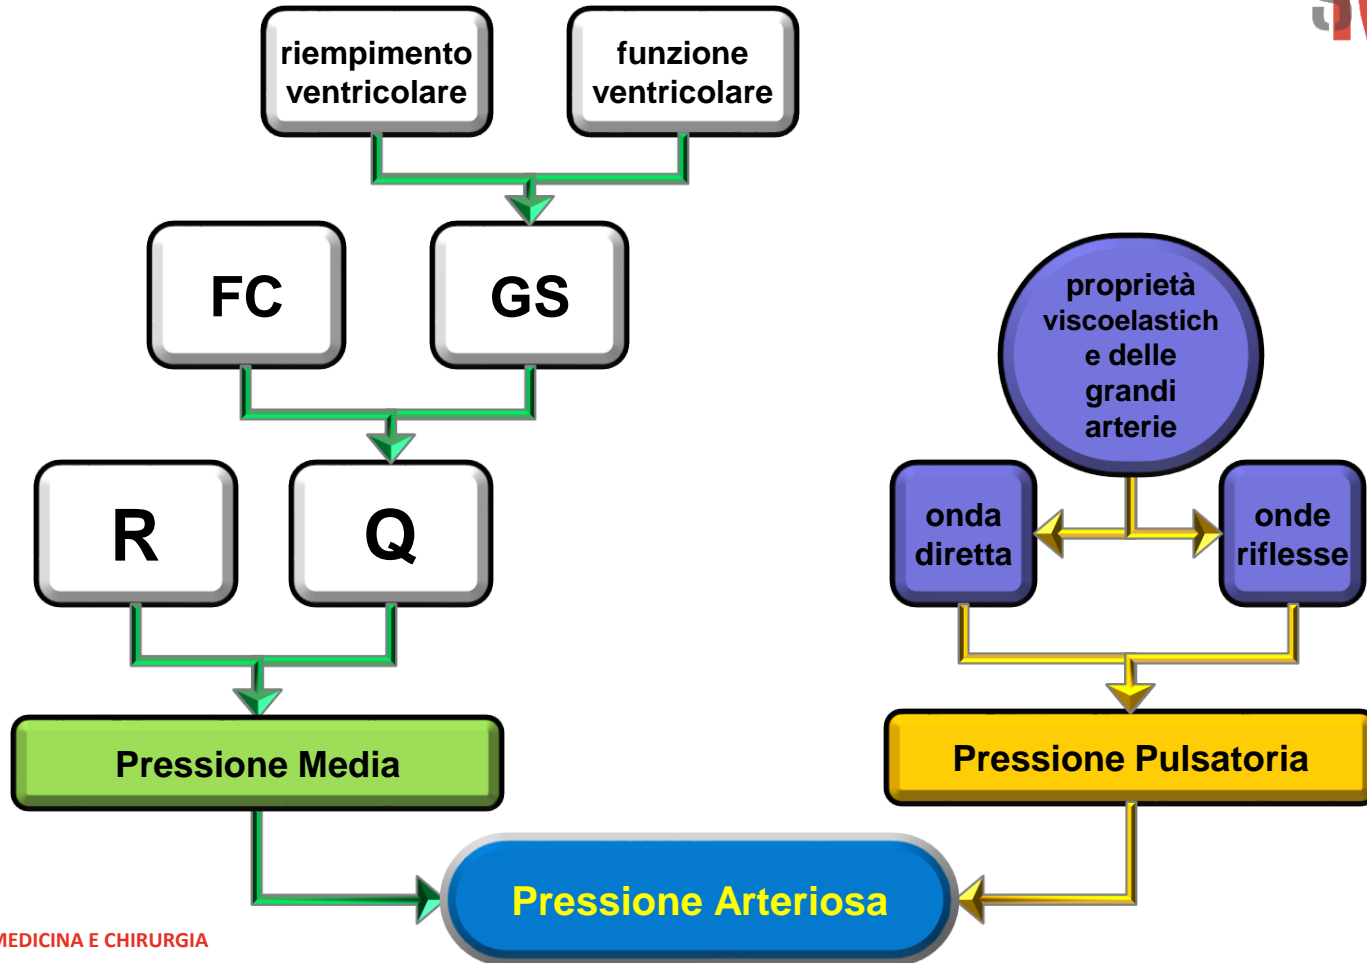 riempimento
ventricolare
funzione
ventricolare
FC
GS
proprietà
viscoelastich
e delle
grandi
arterie
R
Q
onda
diretta
onde
riflesse
Pressione Media
Pressione Pulsatoria
Pressione Arteriosa
MEDICINA E CHIRURGIA